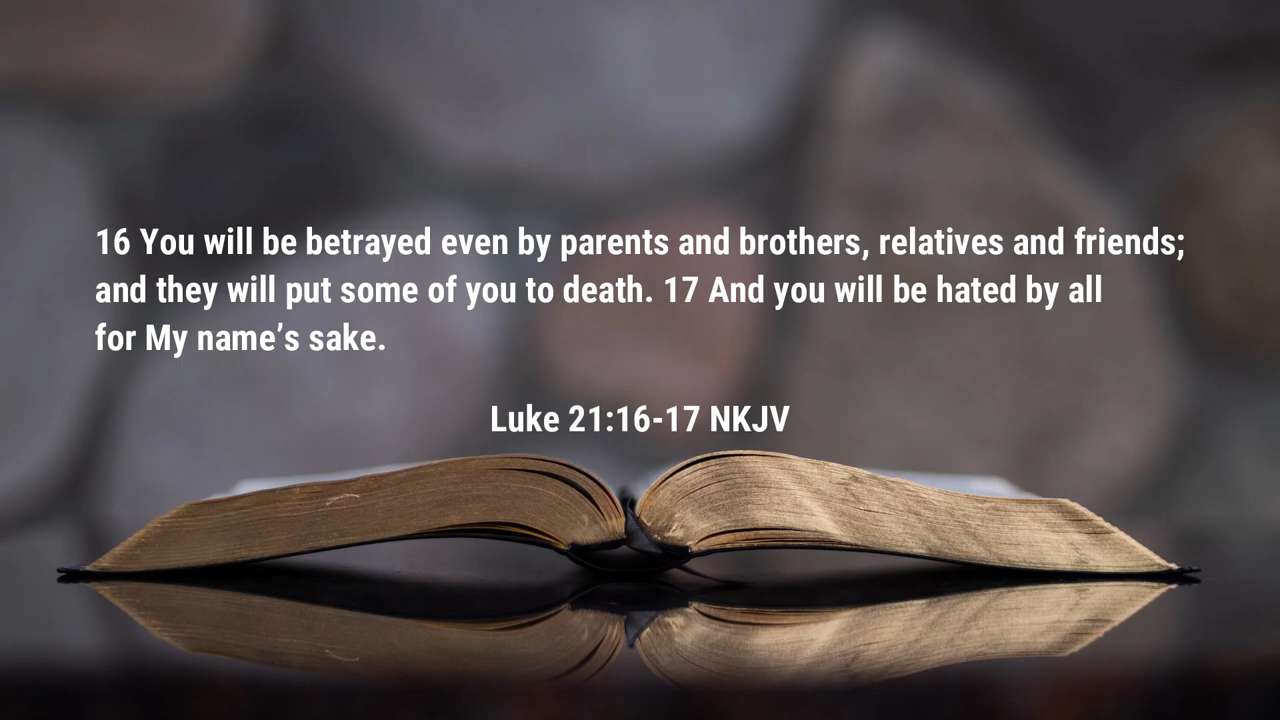 16 You will be betrayed even by parents and brothers, relatives and friends;
and they will put some of you to death. 17 And you will be hated by all
for My name’s sake.
Luke 21:16-17 NKJV